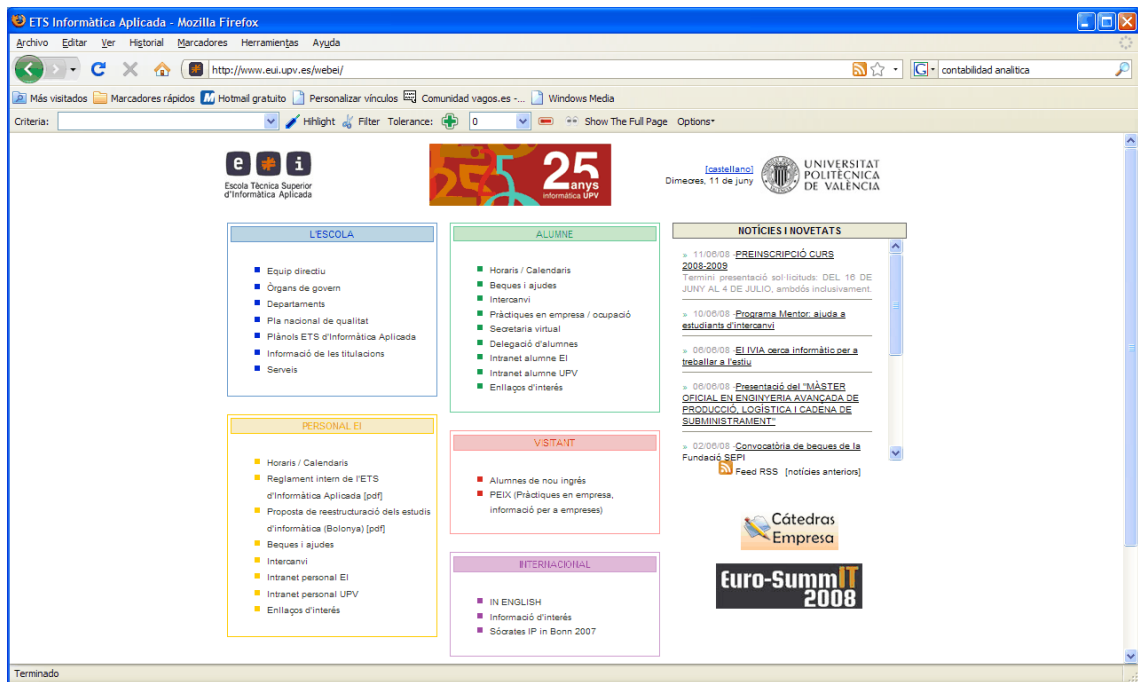 ETS Informàtica Aplicada - Mozilla Firefox
Archivo Editar Ver Historial Marcadores Herramientas Ayuda
http://www.eui.upv.es/webei/
contabilidad analitica
Más visitados Marcadores rápidos Hotmail gratuito Personalizar vínculos Comunidad vagos.es -... Windows Media
Criteria: Hihlight Filter Tolerance: 0 Show The Full Page Options
e # i
Escola Tècnica Superior
d'Informàtica Aplicada
25
anys
informàtica UPV
[castellano]
Dimecres, 11 de juny
UNIVERSITAT
POLITÈCNICA
DE VALÈNCIA
L'ESCOLA
Equip directiu
Òrgans de govern
Departaments
Pla nacional de qualitat
Plànols ETS d'Informàtica Aplicada
Informació de les titulacions
Serveis
PERSONAL EI
Horaris / Calendaris
Reglament intern de l'ETS
d'Informàtica Aplicada [pdf]
Proposta de reestructuració dels estudis
d'informàtica (Bolonya) [pdf]
Beques i ajudes
Intercanvi
Intranet personal EI
Intranet personal UPV
Enllaços d'interés
ALUMNE
Horaris / Calendaris
Beques i ajudes
Intercanvi
Pràctiques en empresa / ocupació
Secretaria virtual
Delegació d'alumnes
Intranet alumne EI
Intranet alumne UPV
Enllaços d'interés
VISITANT
Alumnes de nou ingrés
PEIX (Pràctiques en empresa,
informació per a empreses)
INTERNACIONAL
IN ENGLISH
Informació d'interés
Sócrates IP in Bonn 2007
NOTÍCIES I NOVETATS
» 11/06/08 -PREINSCRIPCIÓ CURS
2008-2009
Termini presentació sol·licituds: DEL 16 DE
JUNY AL 4 DE JULIO, ambdós inclusivament.
» 10/06/08 -Programa Mentor: ajuda a
estudiants d'intercanvi
» 06/06/08 -El IVIA cerca informàtic per a
treballar a l'estiu
» 06/06/08 -Presentació del "MÀSTER
OFICIAL EN ENGINYERIA AVANÇADA DE
PRODUCCIÓ, LOGÍSTICA I CADENA DE
SUBMINISTRAMENT"
» 02/06/08 -Convocatòria de beques de la
Fundació SEPI
Feed RSS [notícies anteriors]
Cátedras
Empresa
Euro-SummIT
2008
Terminado